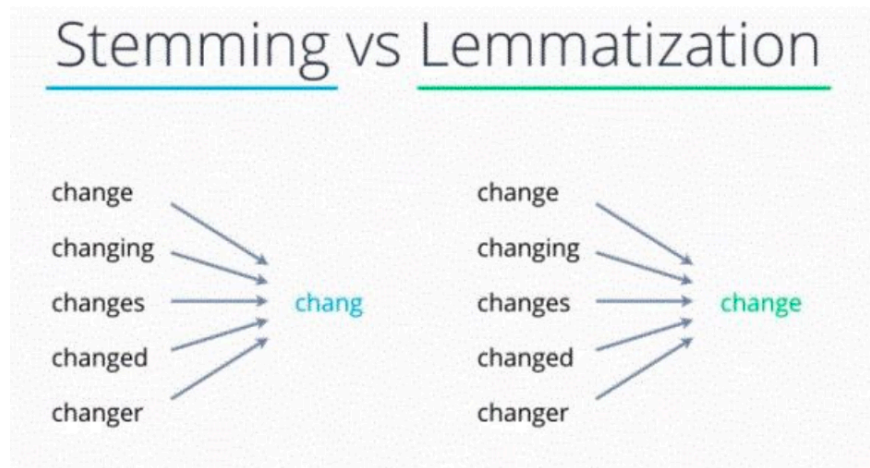 Stemming vs Lemmatization
change
changing
changes
changed
changer
chang
change
changing
changes
changed
changer
change